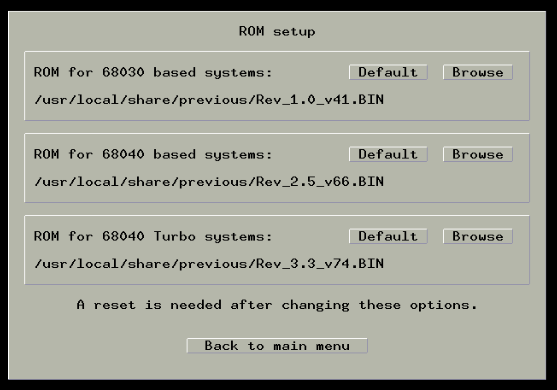 ROM setup
ROM for 68030 based systems: Default Browse
/usr/local/share/previous/Rev_1.0_v41.BIN
ROM for 68040 based systems: Default Browse
/usr/local/share/previous/Rev_2.5_v66.BIN
ROM for 68040 Turbo systems: Default Browse
/usr/local/share/previous/Rev_3.3_v74.BIN
A reset is needed after changing these options.
Back to main menu